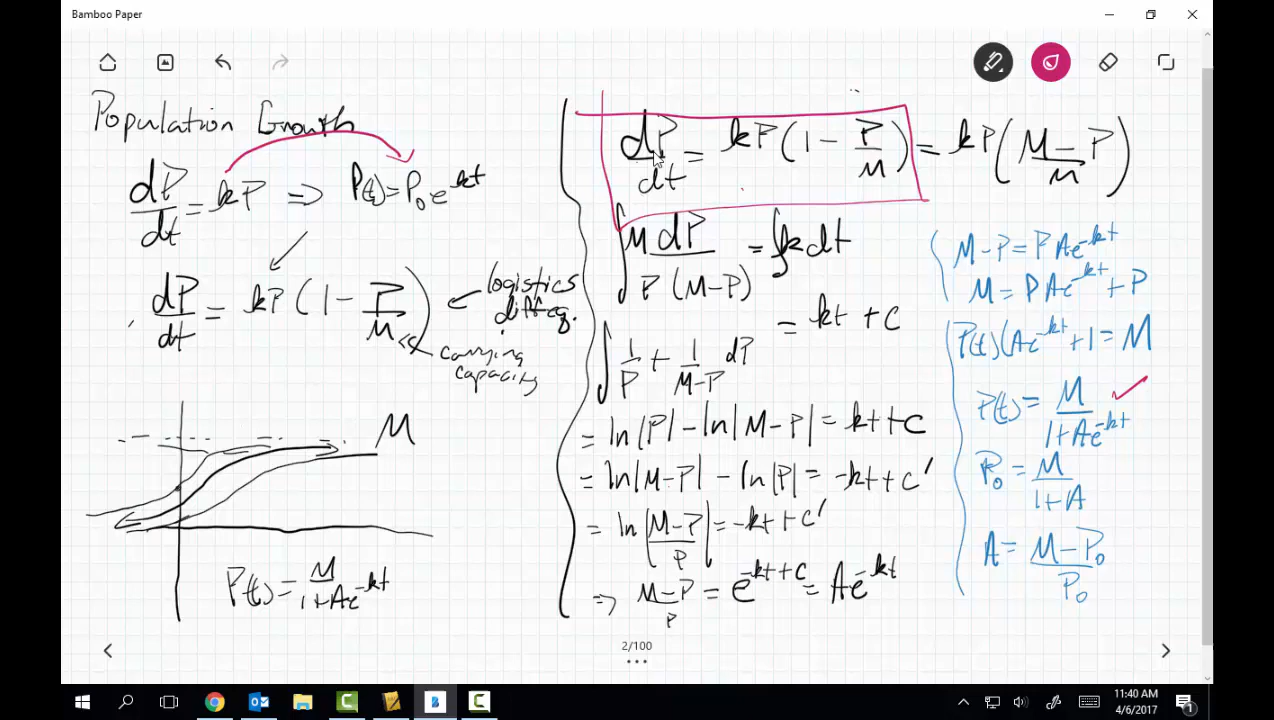 Bamboo Paper
Population Growth
dP/dt = kP ⇒ P(t) = P₀e^kt
dP/dt = kP(1 - P/M) ← logistics diff eq.
carrying
capacity
M
P(t) = M/1+Ae^-kt
dP/dt = kP(1 - P/M) = kP(M-P/M)
∫ M dP/P(M-P) = ∫ k dt
= kt + C
∫ 1/P + 1/M-P dP
= ln|P| - ln|M-P| = kt + C
= ln|M-P| - ln|P| = -kt + C'
= ln|M-P/P| = -kt + C'
⇒ M-P/P = e^-kt+C = Ae^-kt
M-P = PAe^-kt
M = PAe^-kt + P
P(t)(Ae^-kt + 1 = M
P(t) = M/1+Ae^-kt ✓
P₀ = M/1+A
A = M-P₀/P₀
2/100
11:40 AM
4/6/2017